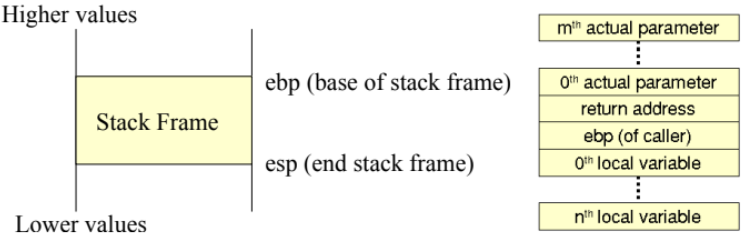 Higher values
ebp (base of stack frame)
Stack Frame
esp (end stack frame)
Lower values
mth actual parameter
0th actual parameter
return address
ebp (of caller)
0th local variable
nth local variable